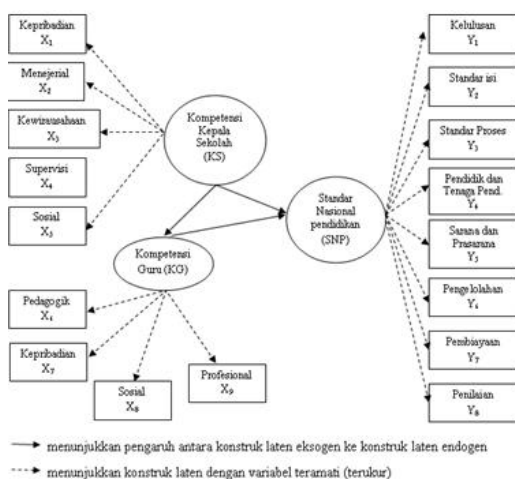 Kepribadian
X₁
Menejerial
X₂
Kewirausahaan
X₃
Supervisi
X₄
Sosial
X₅
Kompetensi
Kepala
Sekolah
(KS)
Kompetensi
Guru (KG)
Standar
Nasional
pendidikan
(SNP)
Pedagogik
X₆
Kepribadian
X₇
Sosial
X₈
Profesional
X₉
Kelulusan
Y₁
Standar isi
Y₂
Standar Proses
Y₃
Pendidik dan
Tenaga Pend.
Y₄
Sarana dan
Prasarana
Y₅
Pengelolahan
Y₆
Pembiayaan
Y₇
Penilaian
Y₈
menunjukkan pengaruh antara konstruk laten eksogen ke konstruk laten endogen
menunjukkan konstruk laten dengan variabel teramati (terukur)